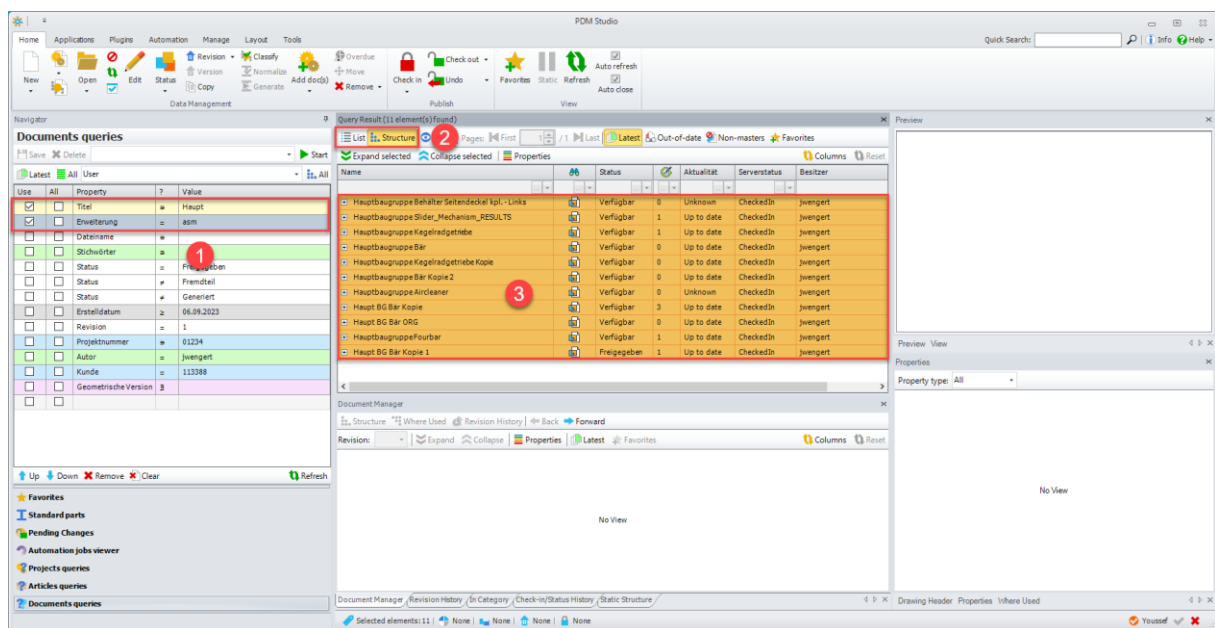 PDM Studio
Home Applications Plugins Automation Manage Layout Tools
Quick Search: Info Help
New Open Edit Status Revision Version Copy Classify Normalize Generate Add doc(s) Overdue Move Remove Check in Check out Undo Favorites Static Refresh Auto refresh Auto close
Data Management Publish View
Navigator
Documents queries
Save Delete Start
Latest All User All
Use All Property ? Value
Titel ≅ Haupt
Erweiterung = asm
Dateiname
Stichwörter
1
Status =
Status ≠ Fremdteil
Status ≠ Generiert
Erstelldatum ≥ 06.09.2023
Revision = 1
Projektnummer 01234
Autor = jwengert
Kunde = 113388
Geometrische Version
Up Down Remove Clear Refresh
Favorites
Standard parts
Pending Changes
Automation jobs viewer
Projects queries
Articles queries
Documents queries
Query Result (11 element(s) found)
List Structure 2 Pages: First 1 / 1 Last Latest Out-of-date Non-masters Favorites
Expand selected Collapse selected Properties Columns Reset
Name Status Aktualität Serverstatus Besitzer
Hauptbaugruppe Behälter Seitendeckel kpl. - Links Verfügbar 0 Unknown CheckedIn jwengert
Hauptbaugruppe Slider_Mechanism_RESULTS Verfügbar 1 Up to date CheckedIn jwengert
Hauptbaugruppe Kegelradgetriebe Verfügbar 1 Up to date CheckedIn jwengert
Hauptbaugruppe Bär Verfügbar 0 Up to date CheckedIn jwengert
Hauptbaugruppe Kegelradgetriebe Kopie Verfügbar 0 Up to date CheckedIn jwengert
Hauptbaugruppe Bär Kopie 2 Verfügbar 0 Up to date CheckedIn jwengert
Hauptbaugruppe Aircleaner Verfügbar 0 Unknown CheckedIn jwengert
3
Haupt BG Bär Kopie Verfügbar 3 Up to date CheckedIn jwengert
Haupt BG Bär ORG Verfügbar 0 Up to date CheckedIn jwengert
Hauptbaugruppe Fourbar Verfügbar 1 Up to date CheckedIn jwengert
Haupt BG Bär Kopie 1 Freigegeben 1 Up to date CheckedIn jwengert
Document Manager
Structure Where Used Revision History Back Forward
Revision: Expand Collapse Properties Latest Favorites Columns Reset
No View
Document Manager Revision History In Category Check-in/Status History Static Structure
Selected elements: 11 None None None None
Preview
Preview View
Properties
Property type: All
No View
Drawing Header Properties Where Used
Youssef